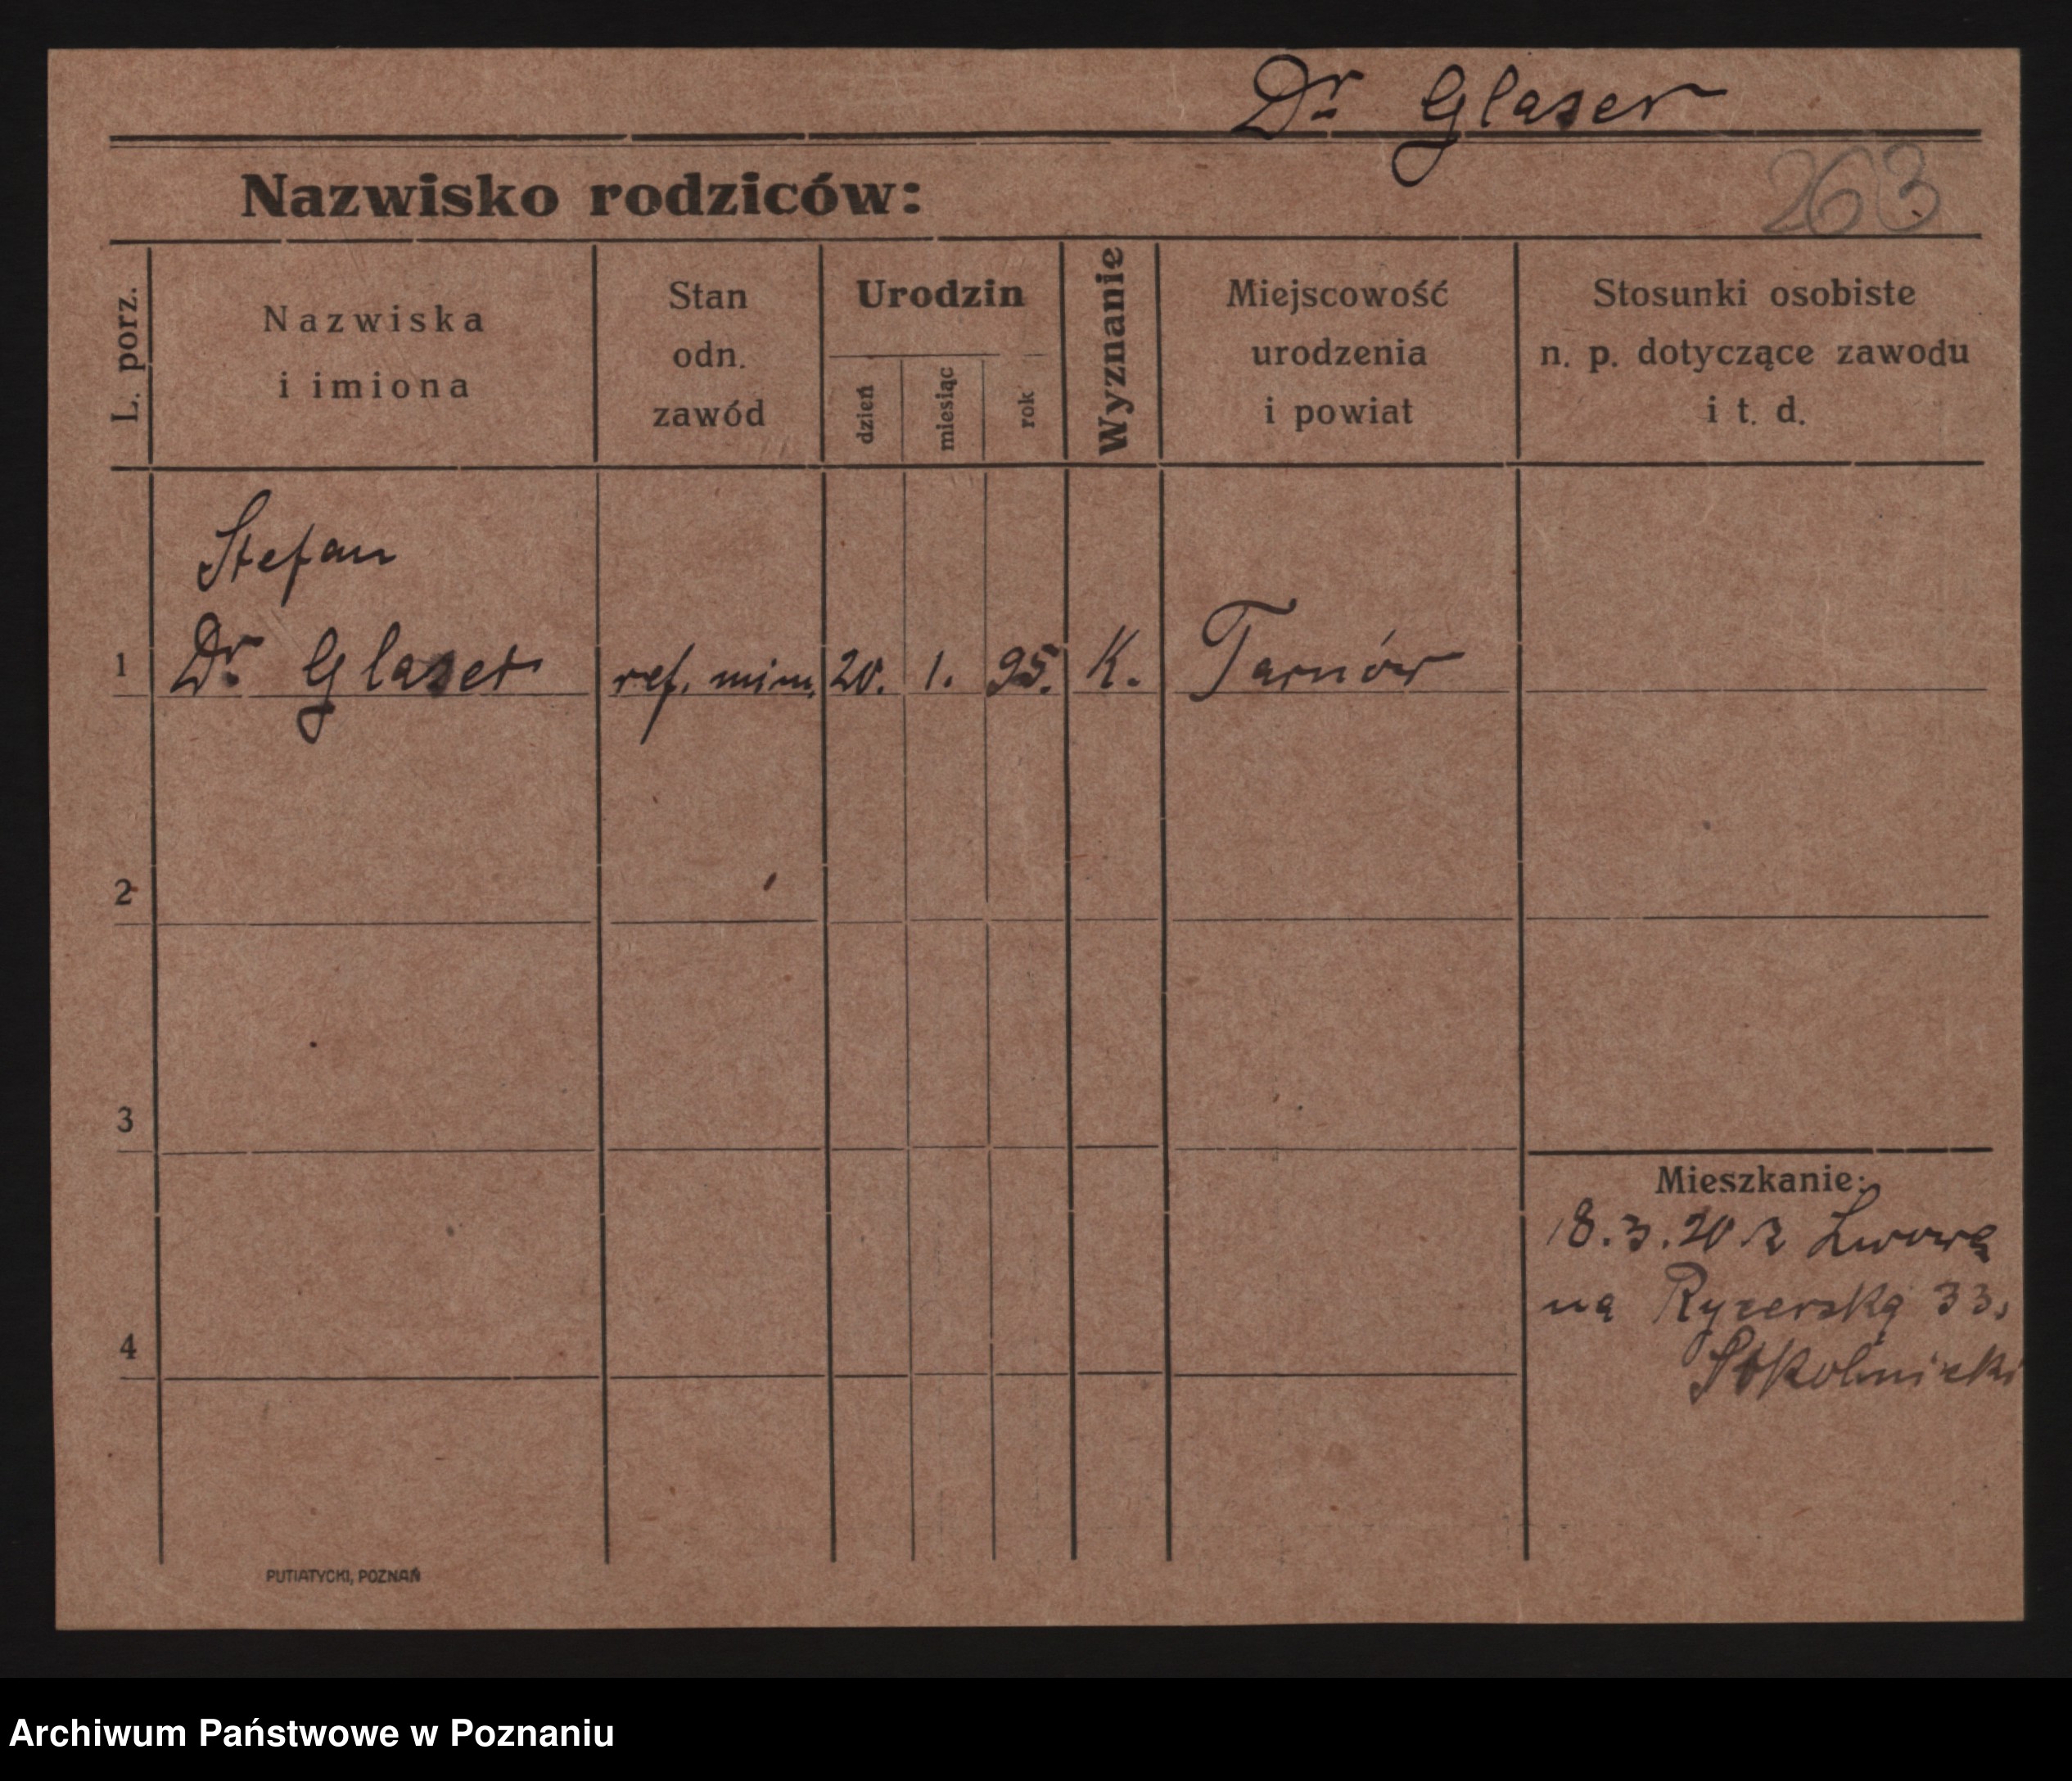 Dr Glaser
Nazwisko rodziców:
263
L. porz.
Nazwiska
i imiona
Stan
odn.
zawód
Urodzin
dzień
miesiąc
rok
Wyznanie
Miejscowość
urodzenia
i powiat
Stosunki osobiste
n. p. dotyczące zawodu
i t. d.
Stefan
1 Dr Glaser ref. min. 20. 1. 95. K. Tarnów
2
3
Mieszkanie:
18.3.20 z Lwowa
na Rycerską 33.
4
PUTIATYCKI, POZNAŃ
Archiwum Państwowe w Poznaniu